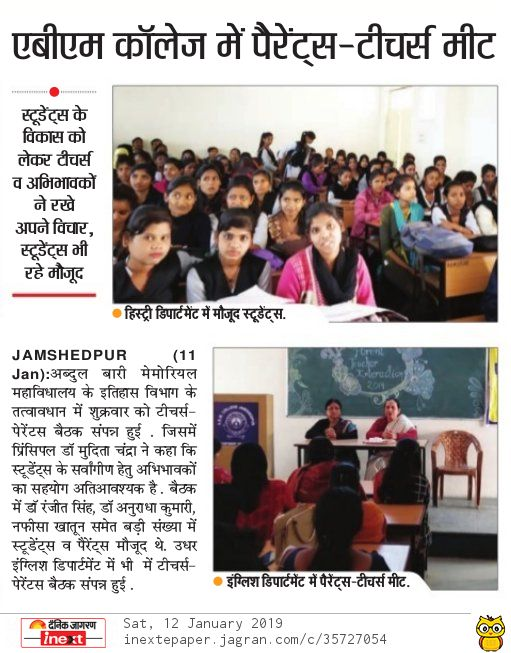 एबीएम कॉलेज में पैरेंट्स-टीचर्स मीट
स्टूडेंट्स के
विकास को
लेकर टीचर्स
व अभिभावकों
ने रखे
अपने विचार,
स्टूडेंट्स भी
रहे मौजूद
हिस्ट्री डिपार्टमेंट में मौजूद स्टूडेंट्स.
JAMSHEDPUR (11
Jan):अब्दुल बारी मेमोरियल
महाविधालय के इतिहास विभाग के
तत्वावधान में शुक्रवार को टीचर्स-
पेरेंटस बैठक संपन्न हुई . जिसमें
प्रिंसिपल डॉ मुदिता चंद्रा ने कहा कि
स्टूडेंट्स के सर्वांगीण हेतु अभिभावकों
का सहयोग अतिआवश्यक है . बैठक
में डॉ रंजीत सिंह, डॉ अनुराधा कुमारी,
नफीसा खातून समेत बड़ी संख्या में
स्टूडेंट्स व पैरेंट्स मौजूद थे. उधर
इंग्लिश डिपार्टमेंट में भी में टीचर्स-
पेरेंटस बैठक संपन्न हुई .
Parent
Teacher
Interaction
2019
इंग्लिश डिपार्टमेंट में पैरेंट्स-टीचर्स मीट.
दैनिक जागरण
inext
Sat, 12 January 2019
inextepaper.jagran.com/c/35727054